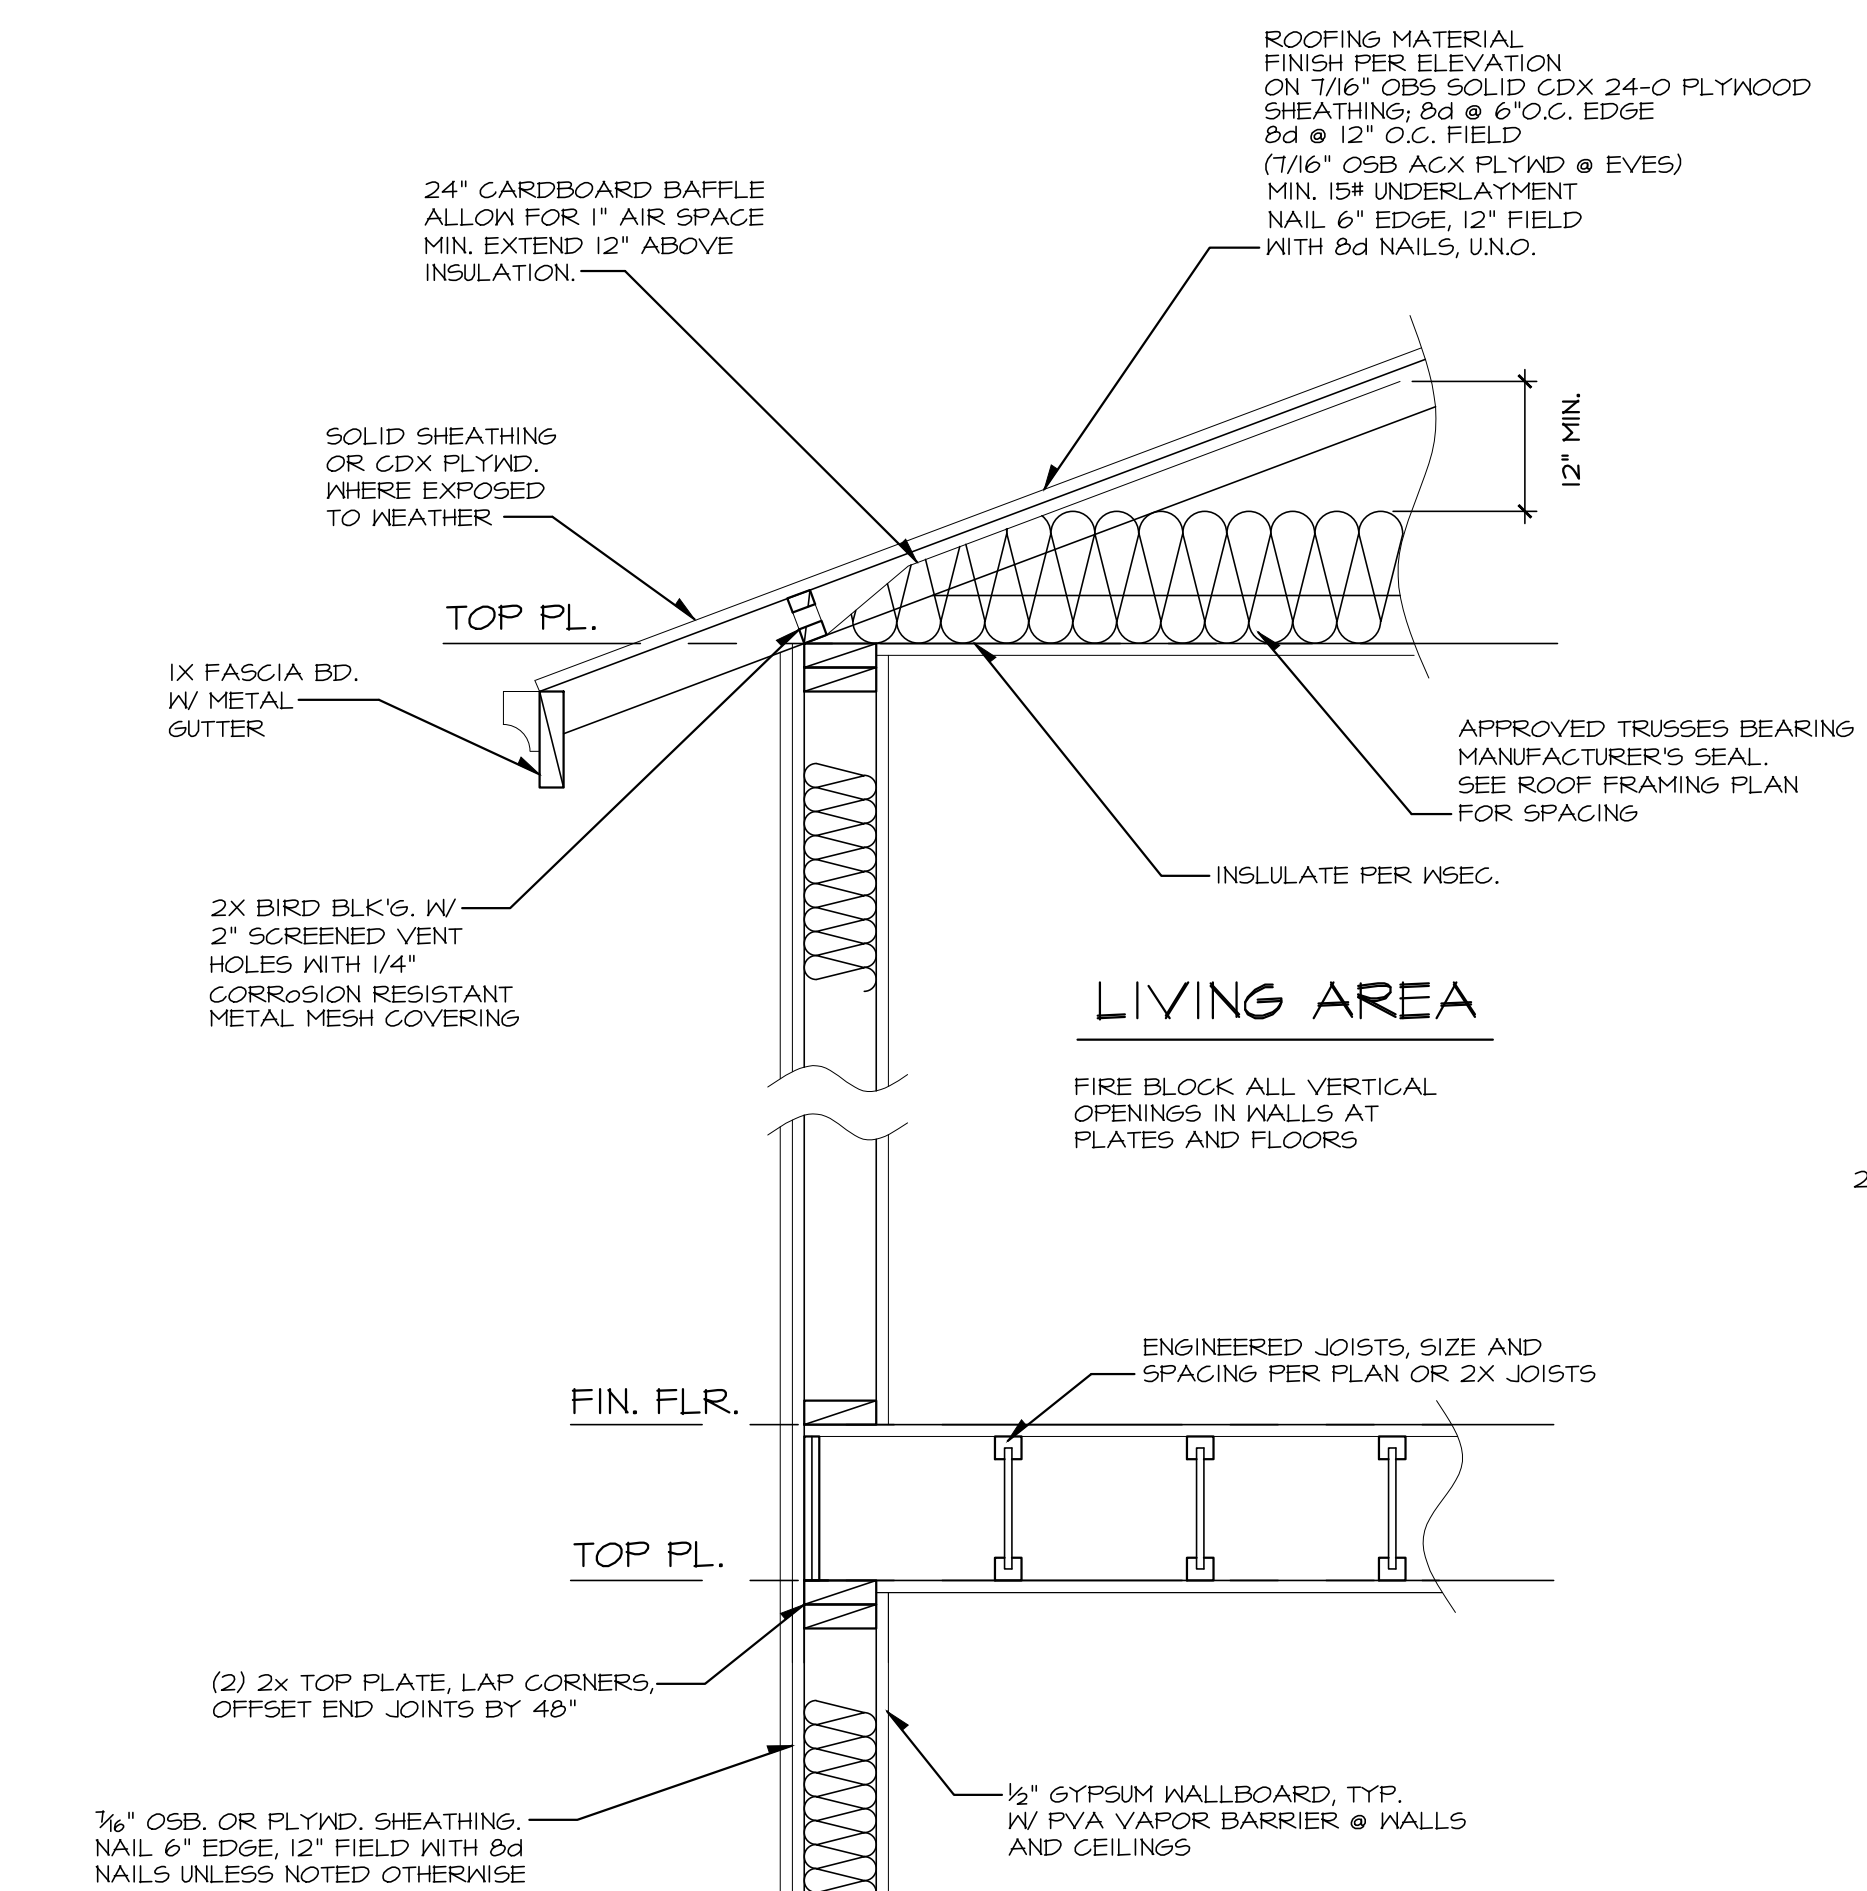 ROOFING MATERIAL
FINISH PER ELEVATION
ON 7/16" OBS SOLID CDX 24-0 PLYWOOD
SHEATHING; 8d @ 6"O.C. EDGE
8d @ 12" O.C. FIELD
(7/16" OSB ACX PLYWD @ EVES)
MIN. 15# UNDERLAYMENT
NAIL 6" EDGE, 12" FIELD
WITH 8d NAILS, U.N.O.
24" CARDBOARD BAFFLE
ALLOW FOR 1" AIR SPACE
MIN. EXTEND 12" ABOVE
INSULATION.
12" MIN.
SOLID SHEATHING
OR CDX PLYWD.
WHERE EXPOSED
TO WEATHER
TOP PL.
1X FASCIA BD.
W/ METAL
GUTTER
APPROVED TRUSSES BEARING
MANUFACTURER'S SEAL.
SEE ROOF FRAMING PLAN
FOR SPACING
INSLULATE PER WSEC.
2X BIRD BLK'G. W/
2" SCREENED VENT
HOLES WITH 1/4"
CORRoSION RESISTANT
METAL MESH COVERING
LIVING AREA
FIRE BLOCK ALL VERTICAL
OPENINGS IN WALLS AT
PLATES AND FLOORS
2
ENGINEERED JOISTS, SIZE AND
SPACING PER PLAN OR 2X JOISTS
FIN. FLR.
TOP PL.
(2) 2x TOP PLATE, LAP CORNERS,
OFFSET END JOINTS BY 48"
7/16" OSB. OR PLYWD. SHEATHING.
NAIL 6" EDGE, 12" FIELD WITH 8d
NAILS UNLESS NOTED OTHERWISE
½" GYPSUM WALLBOARD, TYP.
W/ PVA VAPOR BARRIER @ WALLS
AND CEILINGS